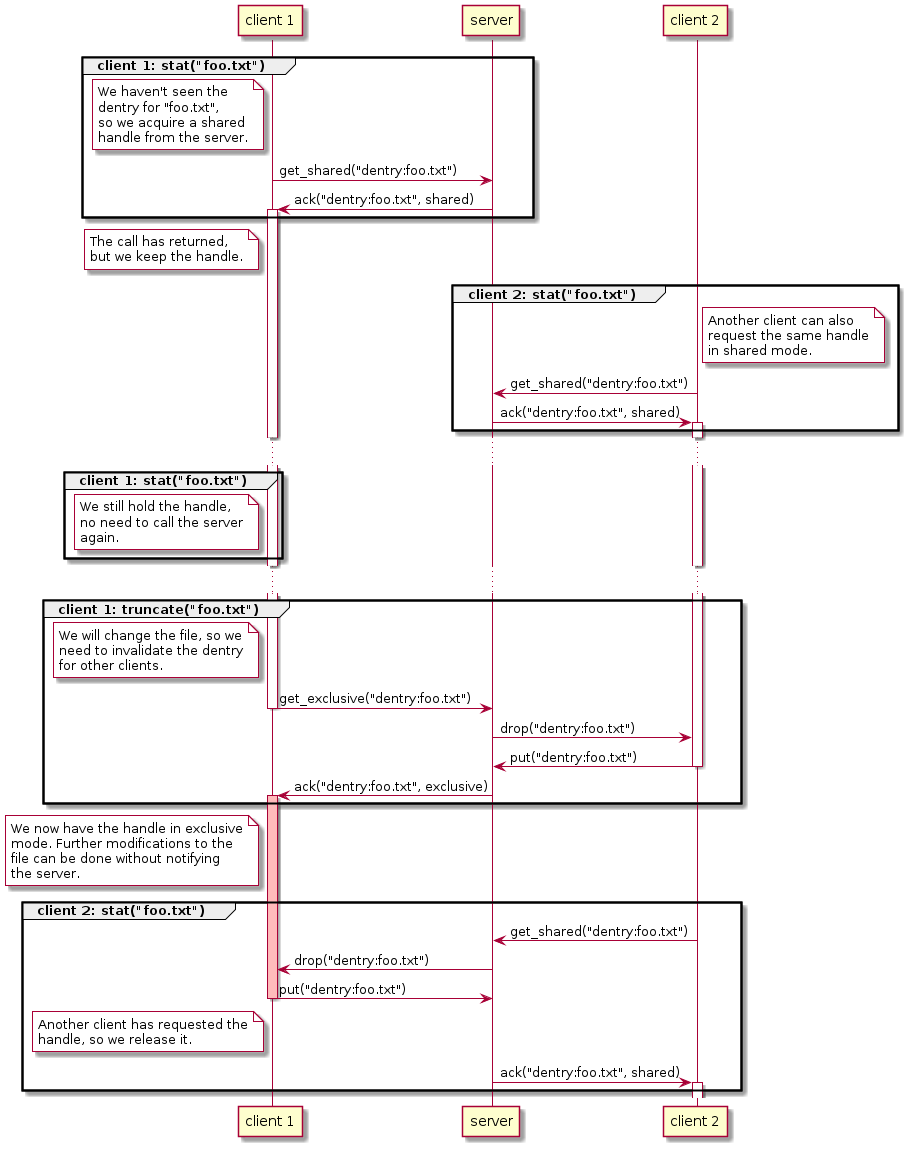 client 1
server
client 2
client 1: stat("foo.txt")
We haven't seen the
dentry for "foo.txt",
so we acquire a shared
handle from the server.
get_shared("dentry:foo.txt")
ack("dentry:foo.txt", shared)
The call has returned,
but we keep the handle.
client 2: stat("foo.txt")
Another client can also
request the same handle
in shared mode.
get_shared("dentry:foo.txt")
ack("dentry:foo.txt", shared)
client 1: stat("foo.txt")
We still hold the handle,
no need to call the server
again.
client 1: truncate("foo.txt")
We will change the file, so we
need to invalidate the dentry
for other clients.
get_exclusive("dentry:foo.txt")
drop("dentry:foo.txt")
put("dentry:foo.txt")
ack("dentry:foo.txt", exclusive)
We now have the handle in exclusive
mode. Further modifications to the
file can be done without notifying
the server.
client 2: stat("foo.txt")
get_shared("dentry:foo.txt")
drop("dentry:foo.txt")
put("dentry:foo.txt")
Another client has requested the
handle, so we release it.
ack("dentry:foo.txt", shared)
client 1
server
client 2